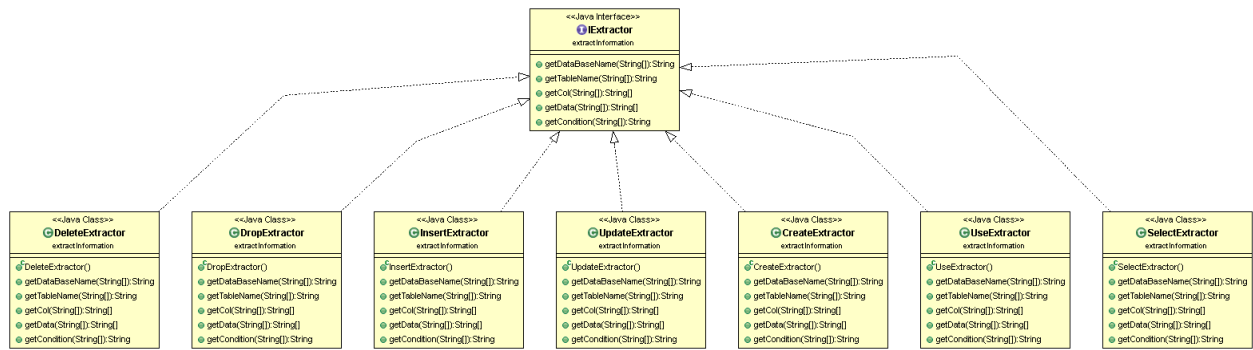 <<Java Interface>>
IExtractor
extractInformation
getDataBaseName(String[]):String
getTableName(String[]):String
getCol(String[]):String[]
getData(String[]):String[]
getCondition(String[]):String
<<Java Class>>
DeleteExtractor
extractInformation
DeleteExtractor()
getDataBaseName(String[]):String
getTableName(String[]):String
getCol(String[]):String[]
getData(String[]):String[]
getCondition(String[]):String
<<Java Class>>
DropExtractor
extractInformation
DropExtractor()
getDataBaseName(String[]):String
getTableName(String[]):String
getCol(String[]):String[]
getData(String[]):String[]
getCondition(String[]):String
<<Java Class>>
InsertExtractor
extractInformation
InsertExtractor()
getDataBaseName(String[]):String
getTableName(String[]):String
getCol(String[]):String[]
getData(String[]):String[]
getCondition(String[]):String
<<Java Class>>
UpdateExtractor
extractInformation
UpdateExtractor()
getDataBaseName(String[]):String
getTableName(String[]):String
getCol(String[]):String[]
getData(String[]):String[]
getCondition(String[]):String
<<Java Class>>
CreateExtractor
extractInformation
CreateExtractor()
getDataBaseName(String[]):String
getTableName(String[]):String
getCol(String[]):String[]
getData(String[]):String[]
getCondition(String[]):String
<<Java Class>>
UseExtractor
extractInformation
UseExtractor()
getDataBaseName(String[]):String
getTableName(String[]):String
getCol(String[]):String[]
getData(String[]):String[]
getCondition(String[]):String
<<Java Class>>
SelectExtractor
extractInformation
SelectExtractor()
getDataBaseName(String[]):String
getTableName(String[]):String
getCol(String[]):String[]
getData(String[]):String[]
getCondition(String[]):String